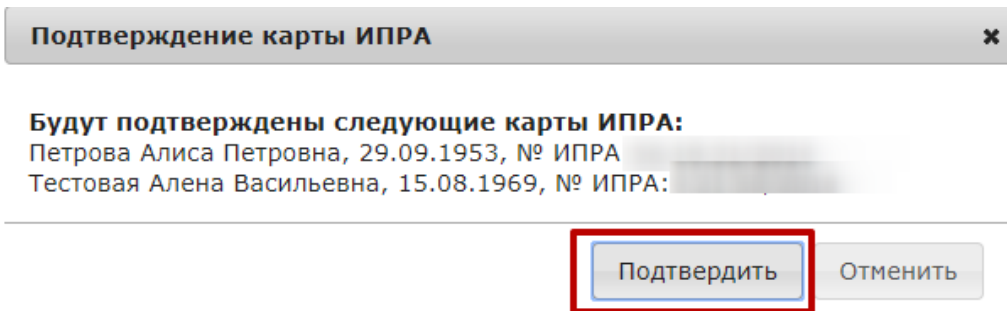 Подтверждение карты ИПРА
Будут подтверждены следующие карты ИПРА:
Петрова Алиса Петровна, 29.09.1953, № ИПРА
Тестовая Алена Васильевна, 15.08.1969, № ИПРА:
Подтвердить Отменить